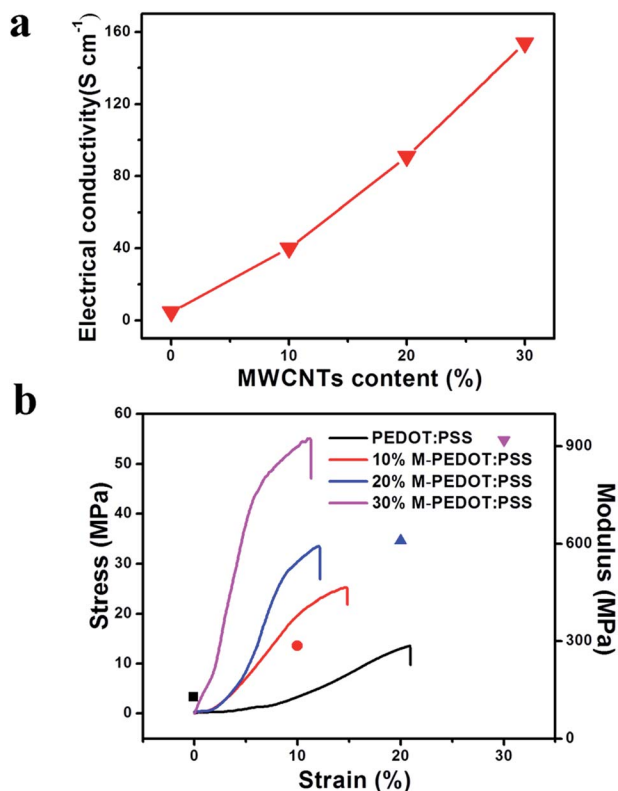 a
Electrical conductivity(S cm⁻¹)
160
120
80
40
0
0 10 20 30
MWCNTs content (%)
b
Stress (MPa)
60
50
40
30
20
10
0
PEDOT:PSS
10% M-PEDOT:PSS
20% M-PEDOT:PSS
30% M-PEDOT:PSS
900
600
300
0
Modulus (MPa)
0 10 20 30
Strain (%)